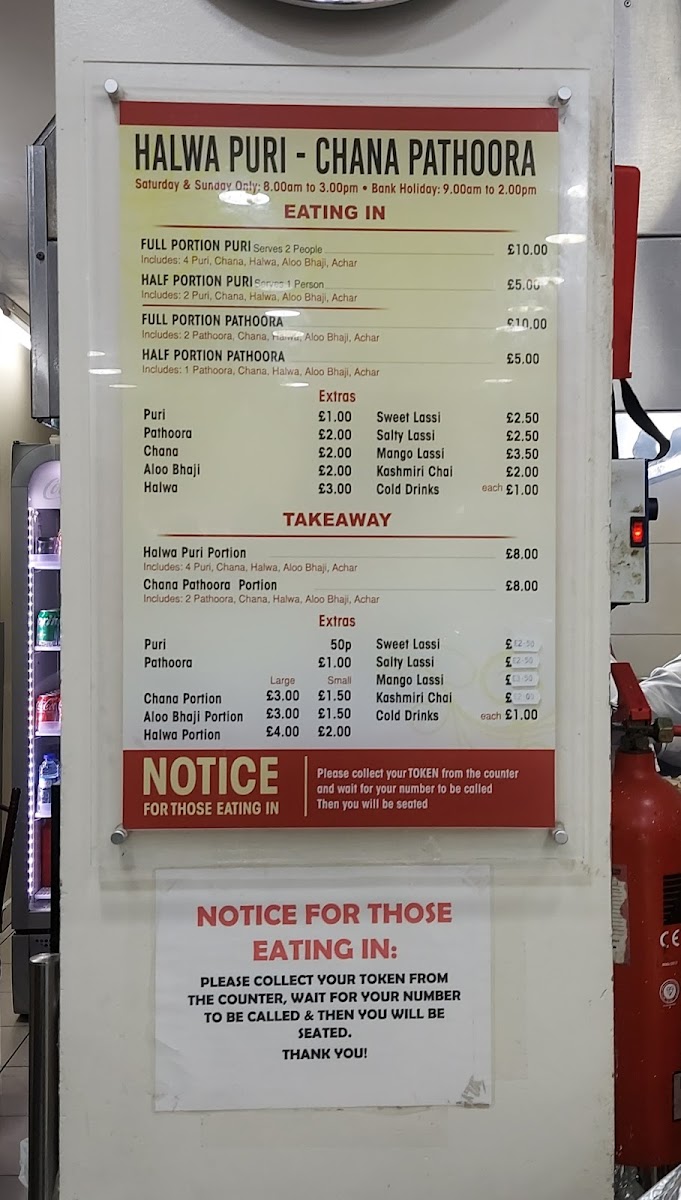 HALWA PURI - CHANA PATHOORA
Saturday & Sunday Only: 8.00am to 3.00pm • Bank Holiday: 9.00am to 2.00pm
EATING IN
FULL PORTION PURI Serves 2 People £10.00
Includes: 4 Puri, Chana, Halwa, Aloo Bhaji, Achar
HALF PORTION PURI Serves 1 Person £5.00
Includes: 2 Puri, Chana, Halwa, Aloo Bhaji, Achar
FULL PORTION PATHOORA £10.00
Includes: 2 Pathoora, Chana, Halwa, Aloo Bhaji, Achar
HALF PORTION PATHOORA £5.00
Includes: 1 Pathoora, Chana, Halwa, Aloo Bhaji, Achar
Extras
Puri £1.00 Sweet Lassi £2.50
Pathoora £2.00 Salty Lassi £2.50
Chana £2.00 Mango Lassi £3.50
Aloo Bhaji £2.00 Kashmiri Chai £2.00
Halwa £3.00 Cold Drinks each £1.00
TAKEAWAY
Halwa Puri Portion £8.00
Includes: 4 Puri, Chana, Halwa, Aloo Bhaji, Achar
Chana Pathoora Portion £8.00
Includes: 2 Pathoora, Chana, Halwa, Aloo Bhaji, Achar
Extras
Puri 50p Sweet Lassi £ £2.50
Pathoora £1.00 Salty Lassi £ £2.50
Large Small Mango Lassi £ £3.50
Chana Portion £3.00 £1.50 Kashmiri Chai £
Aloo Bhaji Portion £3.00 £1.50 Cold Drinks each £1.00
Halwa Portion £4.00 £2.00
NOTICE
FOR THOSE EATING IN
Please collect your TOKEN from the counter
and wait for your number to be called
Then you will be seated
NOTICE FOR THOSE
EATING IN:
PLEASE COLLECT YOUR TOKEN FROM
THE COUNTER, WAIT FOR YOUR NUMBER
TO BE CALLED & THEN YOU WILL BE
SEATED.
THANK YOU!
CE